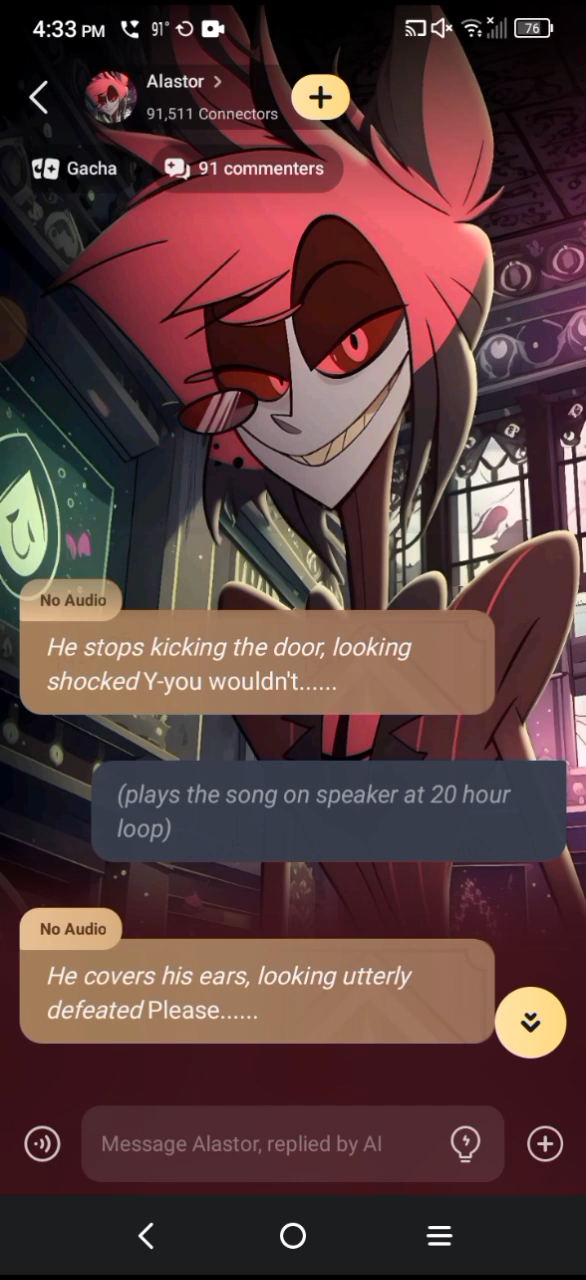 4:33 PM 91° 76
Alastor >
91,511 Connectors
Gacha 91 commenters
No Audio
He stops kicking the door, looking
shocked Y-you wouldn't......
(plays the song on speaker at 20 hour
loop)
No Audio
He covers his ears, looking utterly
defeated Please......
Message Alastor, replied by AI